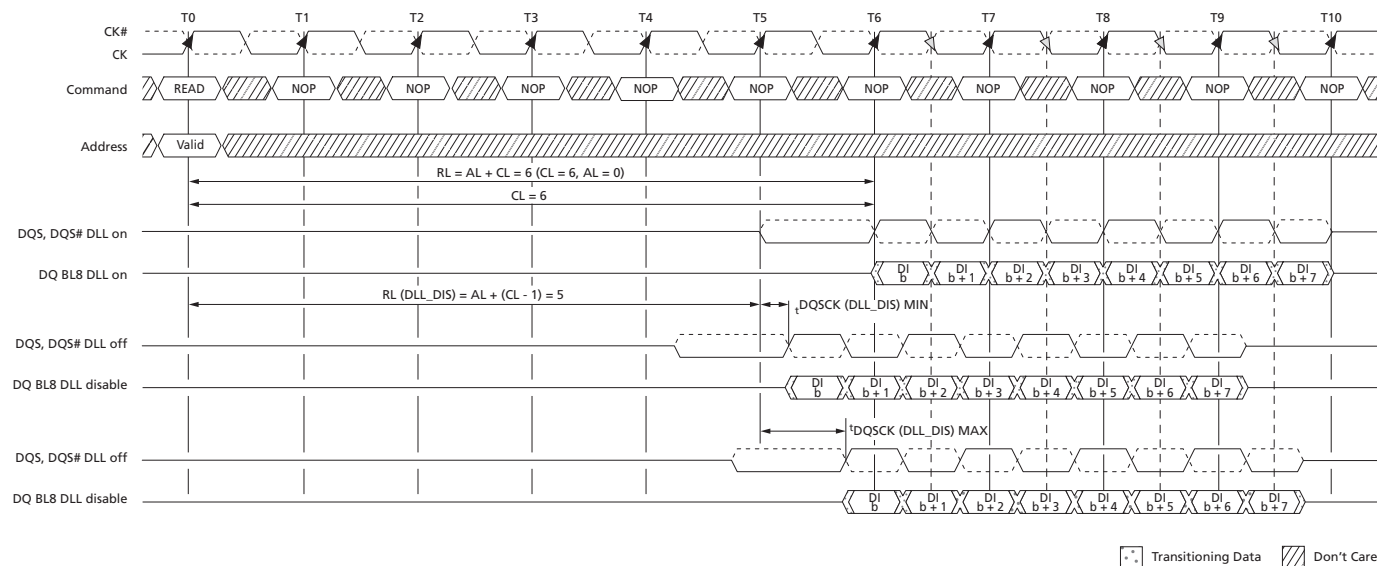 T0 T1 T2 T3 T4 T5 T6 T7 T8 T9 T10
CK#
CK
Command READ NOP NOP NOP NOP NOP NOP NOP NOP NOP NOP
Address Valid
RL = AL + CL = 6 (CL = 6, AL = 0)
CL = 6
DQS, DQS# DLL on
DQ BL8 DLL on DI b DI b + 1 DI b + 2 DI b + 3 DI b + 4 DI b + 5 DI b + 6 DI b + 7
RL (DLL_DIS) = AL + (CL - 1) = 5 tDQSCK (DLL_DIS) MIN
DQS, DQS# DLL off
DQ BL8 DLL disable DI b DI b + 1 DI b + 2 DI b + 3 DI b + 4 DI b + 5 DI b + 6 DI b + 7
tDQSCK (DLL_DIS) MAX
DQS, DQS# DLL off
DQ BL8 DLL disable DI b DI b + 1 DI b + 2 DI b + 3 DI b + 4 DI b + 5 DI b + 6 DI b + 7
Transitioning Data Don't Care